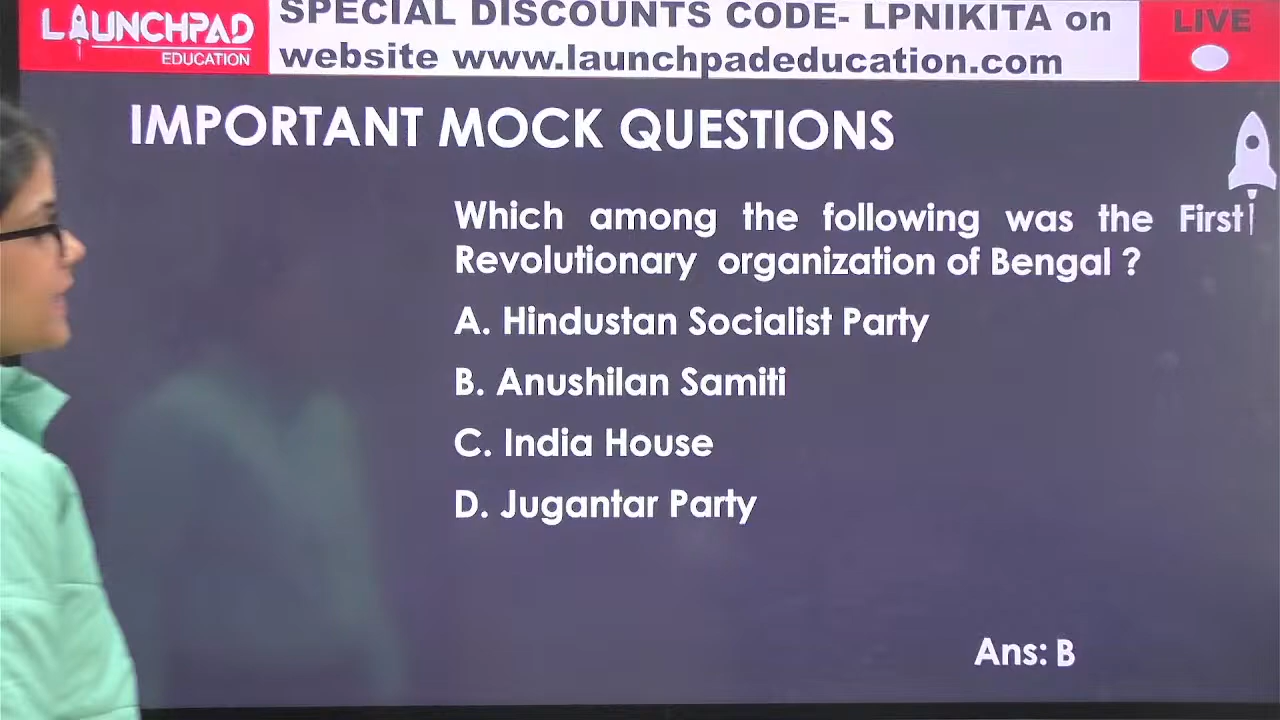 LAUNCHPAD
EDUCATION
SPECIAL DISCOUNTS CODE- LPNIKITA on
website www.launchpadeducation.com
LIVE
IMPORTANT MOCK QUESTIONS
Which among the following was the First
Revolutionary organization of Bengal ?
A. Hindustan Socialist Party
B. Anushilan Samiti
C. India House
D. Jugantar Party
Ans: B